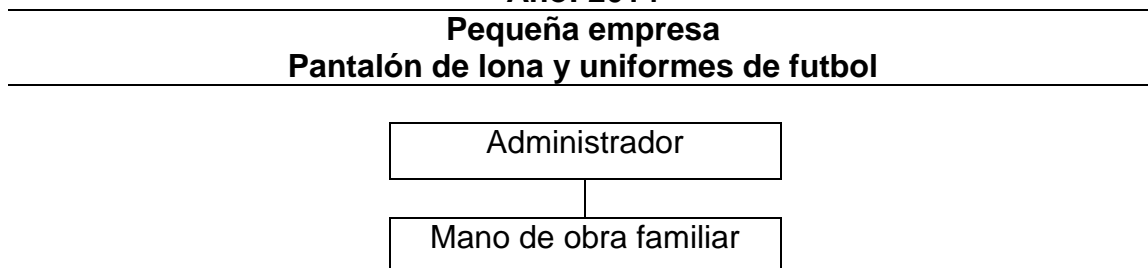 Pequeña empresa
Pantalón de lona y uniformes de futbol
Administrador
Mano de obra familiar